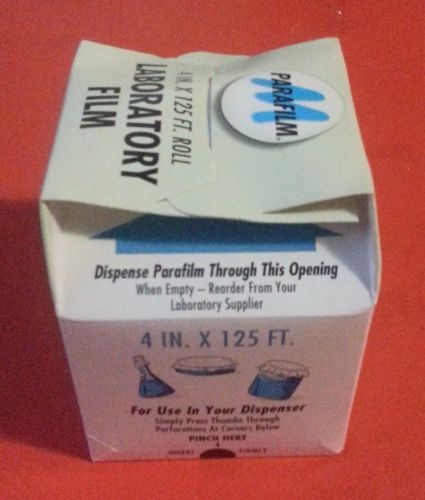 PARAFILM®
M
4 IN. X 125 FT. ROLL
LABORATORY
FILM
Dispense Parafilm Through This Opening
When Empty – Reorder From Your
Laboratory Supplier
4 IN. X 125 FT.
For Use In Your Dispenser
Simply Press Thumbs Through
Perforations At Corners Below
PINCH HERE
INSERT FIRMLY